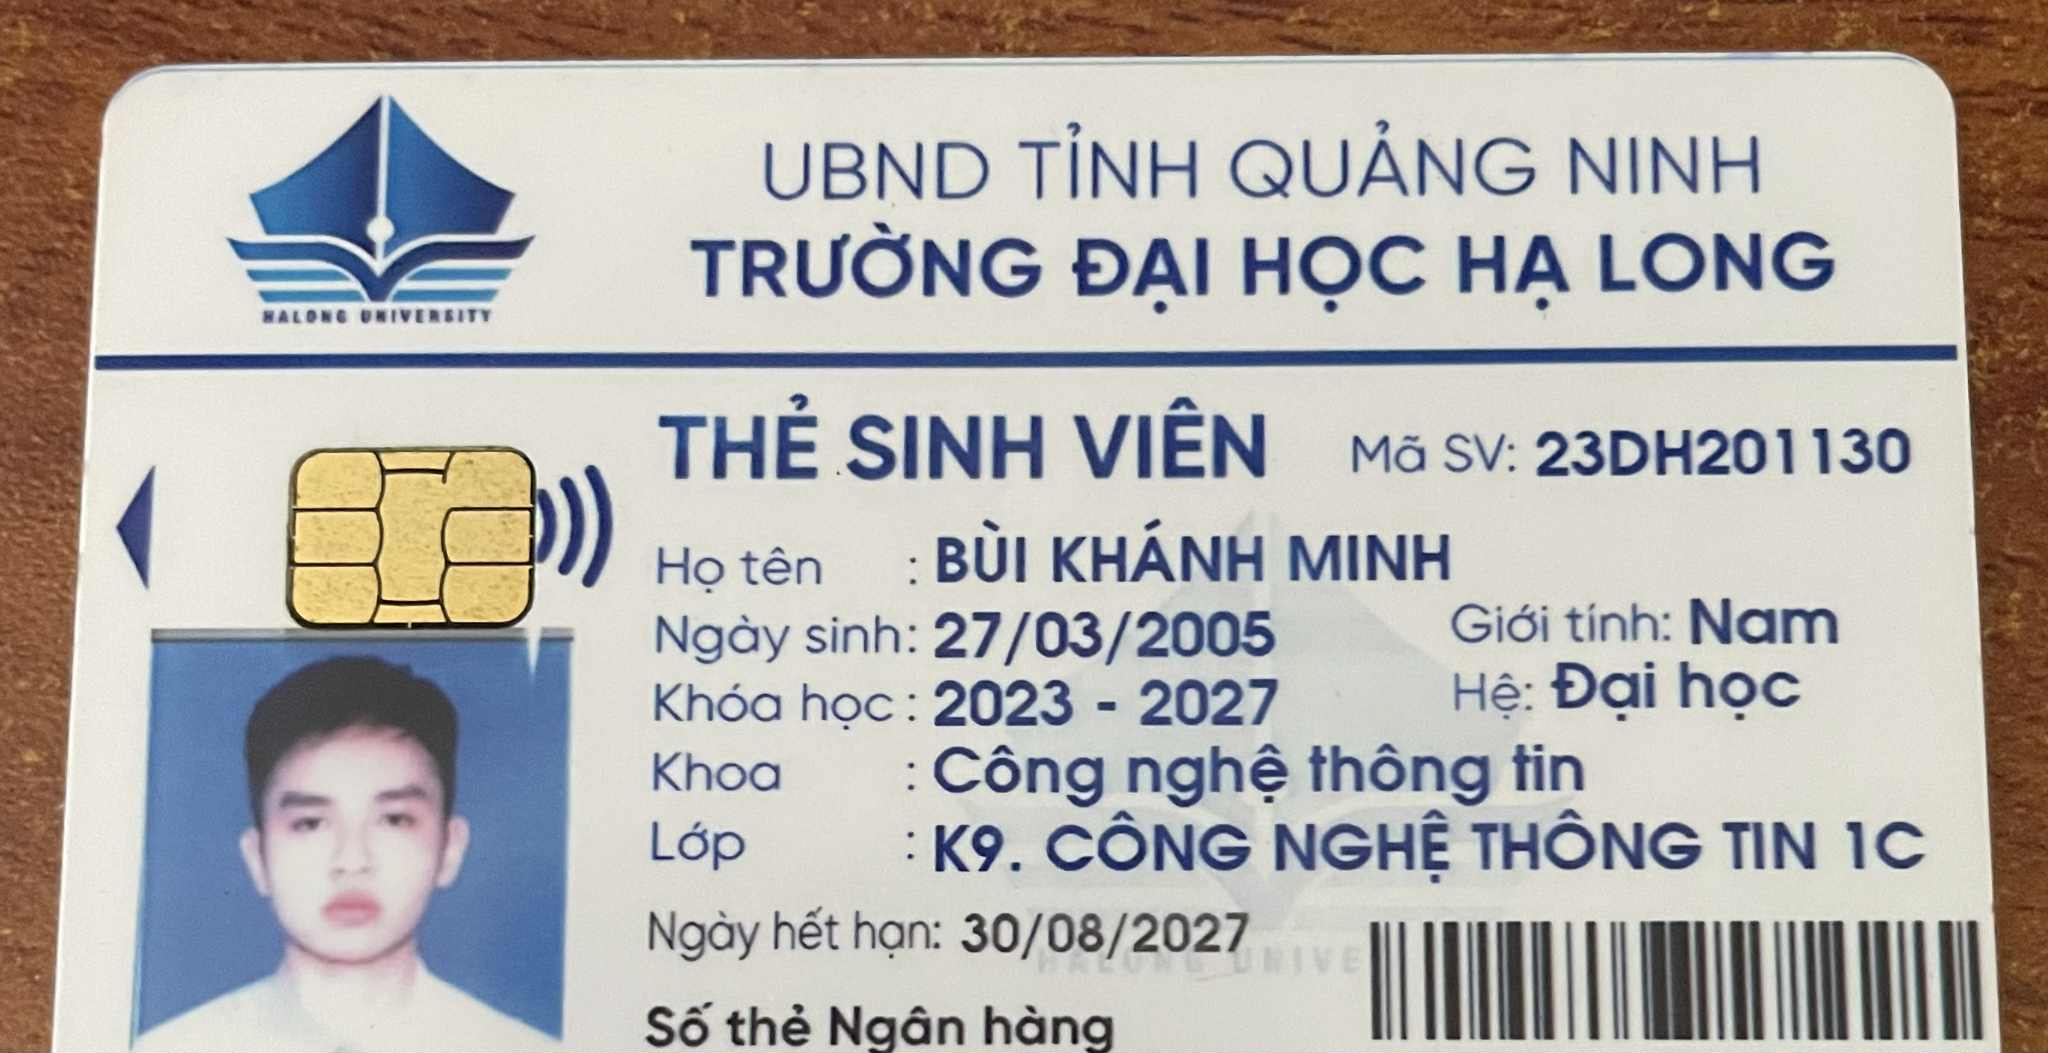 UBND TỈNH QUẢNG NINH
TRƯỜNG ĐẠI HỌC HẠ LONG
HALONG UNIVERSITY
THẺ SINH VIÊN Mã SV: 23DH201130
Họ tên : BÙI KHÁNH MINH
Ngày sinh: 27/03/2005 Giới tính: Nam
Khóa học : 2023 - 2027 Hệ: Đại học
Khoa : Công nghệ thông tin
Lớp : K9. CÔNG NGHỆ THÔNG TIN 1C
Ngày hết hạn: 30/08/2027
HALONG UNIVE
Số thẻ Ngân hàng